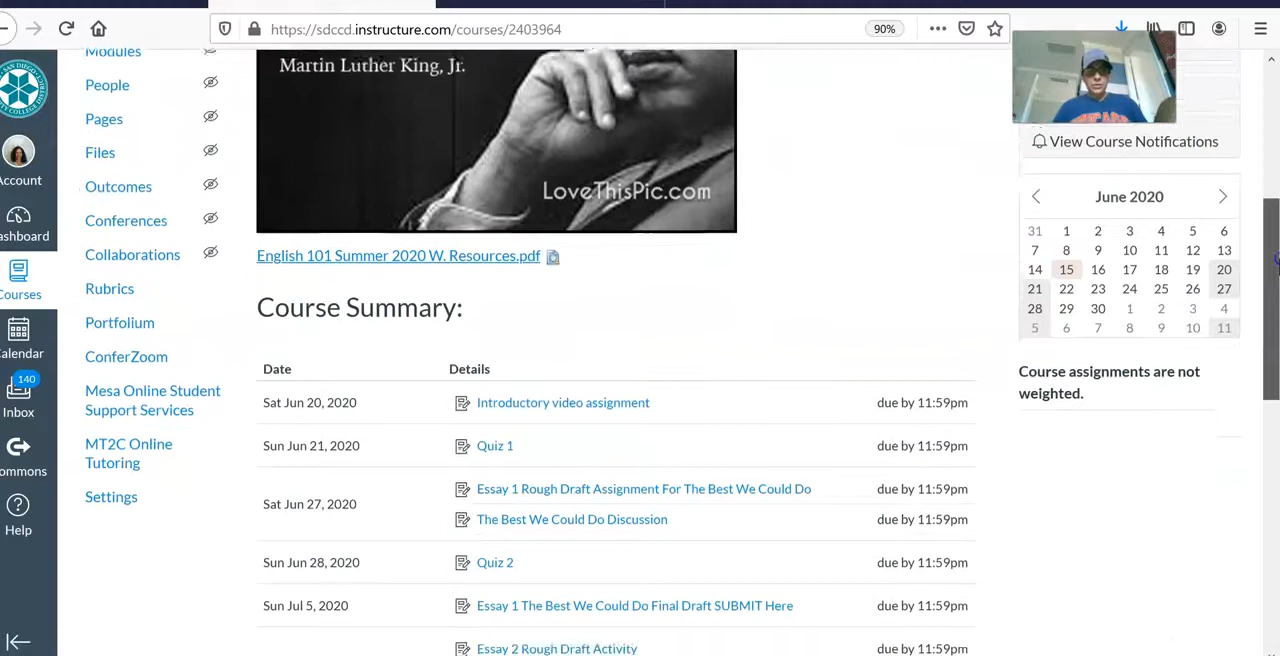 https://sdccd.instructure.com/courses/2403964
90%
SAN DIEGO
Account
ashboard
Courses
alendar
140
Inbox
ommons
Help
Modules
People
Pages
Files
Outcomes
Conferences
Collaborations
Rubrics
Portfolium
ConferZoom
Mesa Online Student
Support Services
MT2C Online
Tutoring
Settings
Martin Luther King, Jr.
LoveThisPic.com
English 101 Summer 2020 W. Resources.pdf
Course Summary:
Date Details
Sat Jun 20, 2020 Introductory video assignment due by 11:59pm
Sun Jun 21, 2020 Quiz 1 due by 11:59pm
Sat Jun 27, 2020 Essay 1 Rough Draft Assignment For The Best We Could Do due by 11:59pm
The Best We Could Do Discussion due by 11:59pm
Sun Jun 28, 2020 Quiz 2 due by 11:59pm
Sun Jul 5, 2020 Essay 1 The Best We Could Do Final Draft SUBMIT Here due by 11:59pm
Essay 2 Rough Draft Activity due by 11:59pm
View Course Notifications
June 2020
31 1 2 3 4 5 6
7 8 9 10 11 12 13
14 15 16 17 18 19 20
21 22 23 24 25 26 27
28 29 30 1 2 3 4
5 6 7 8 9 10 11
Course assignments are not
weighted.